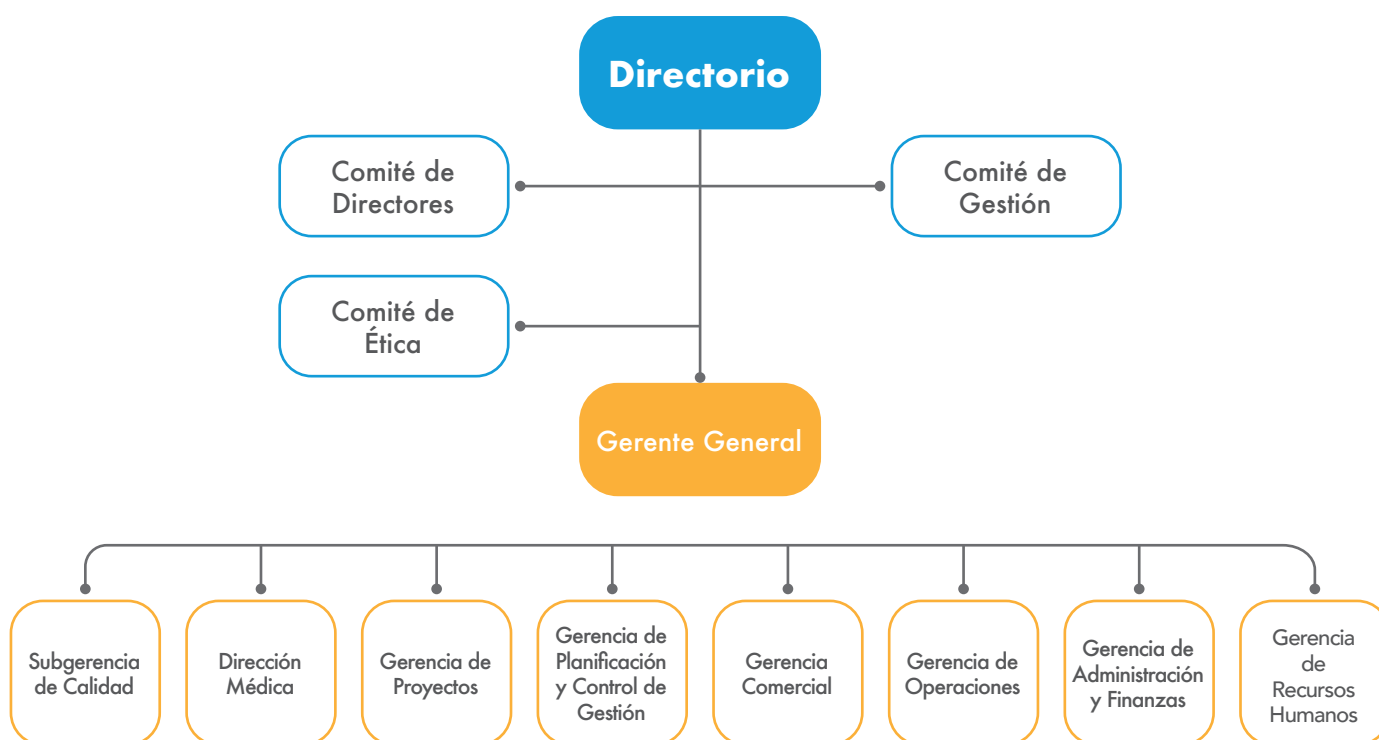 Directorio
Comité de
Directores
Comité de
Gestión
Comité de
Ética
Gerente General
Subgerencia
de Calidad
Dirección
Médica
Gerencia de
Proyectos
Gerencia de
Planificación
y Control de
Gestión
Gerencia
Comercial
Gerencia de
Operaciones
Gerencia de
Administración
y Finanzas
Gerencia
de
Recursos
Humanos